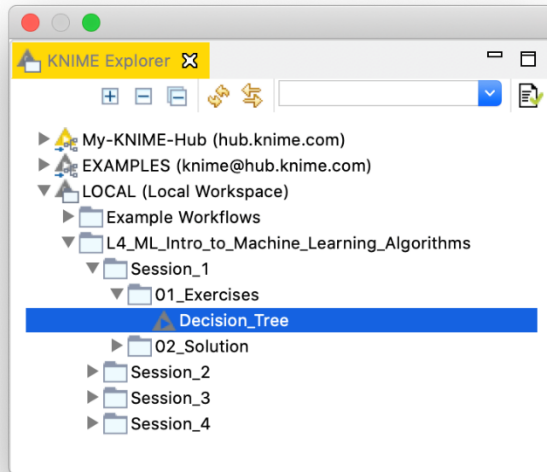 KNIME Explorer
My-KNIME-Hub (hub.knime.com)
EXAMPLES (knime@hub.knime.com)
LOCAL (Local Workspace)
Example Workflows
L4_ML_Intro_to_Machine_Learning_Algorithms
Session_1
01_Exercises
Decision_Tree
02_Solution
Session_2
Session_3
Session_4